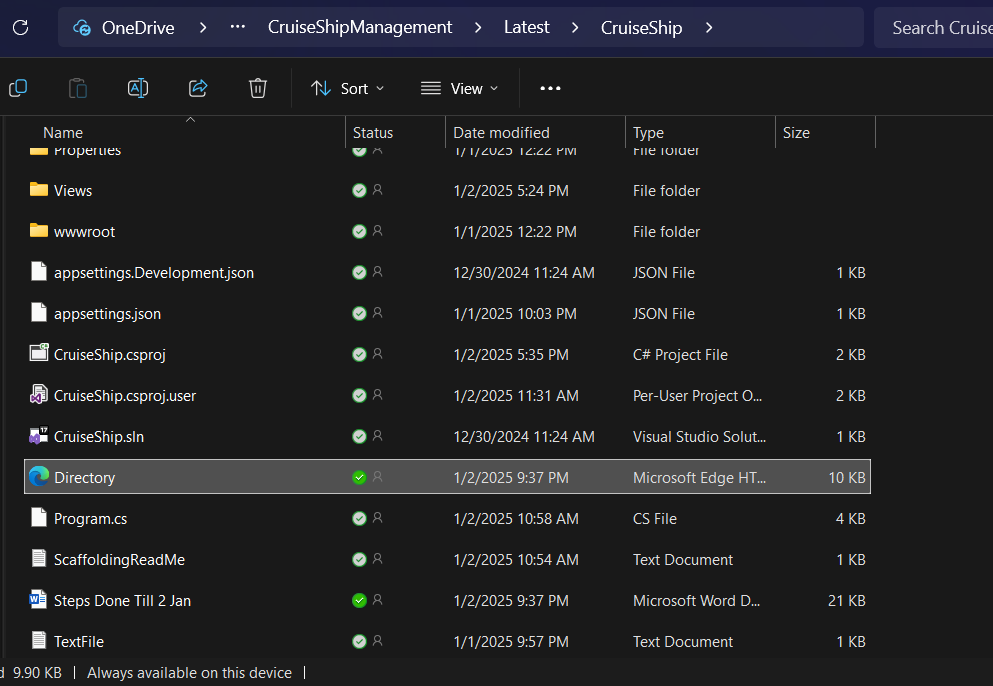 OneDrive > ... CruiseShipManagement > Latest > CruiseShip > Search Cruise
Sort View ...
Name Status Date modified Type Size
Properties 1/1/2025 12:22 PM File folder
Views 1/2/2025 5:24 PM File folder
wwwroot 1/1/2025 12:22 PM File folder
appsettings.Development.json 12/30/2024 11:24 AM JSON File 1 KB
appsettings.json 1/1/2025 10:03 PM JSON File 1 KB
CruiseShip.csproj 1/2/2025 5:35 PM C# Project File 2 KB
CruiseShip.csproj.user 1/2/2025 11:31 AM Per-User Project O... 2 KB
CruiseShip.sln 12/30/2024 11:24 AM Visual Studio Solut... 1 KB
Directory 1/2/2025 9:37 PM Microsoft Edge HT... 10 KB
Program.cs 1/2/2025 10:58 AM CS File 4 KB
ScaffoldingReadMe 1/2/2025 10:54 AM Text Document 1 KB
Steps Done Till 2 Jan 1/2/2025 9:37 PM Microsoft Word D... 21 KB
TextFile 1/1/2025 9:57 PM Text Document 1 KB
9.90 KB | Always available on this device |